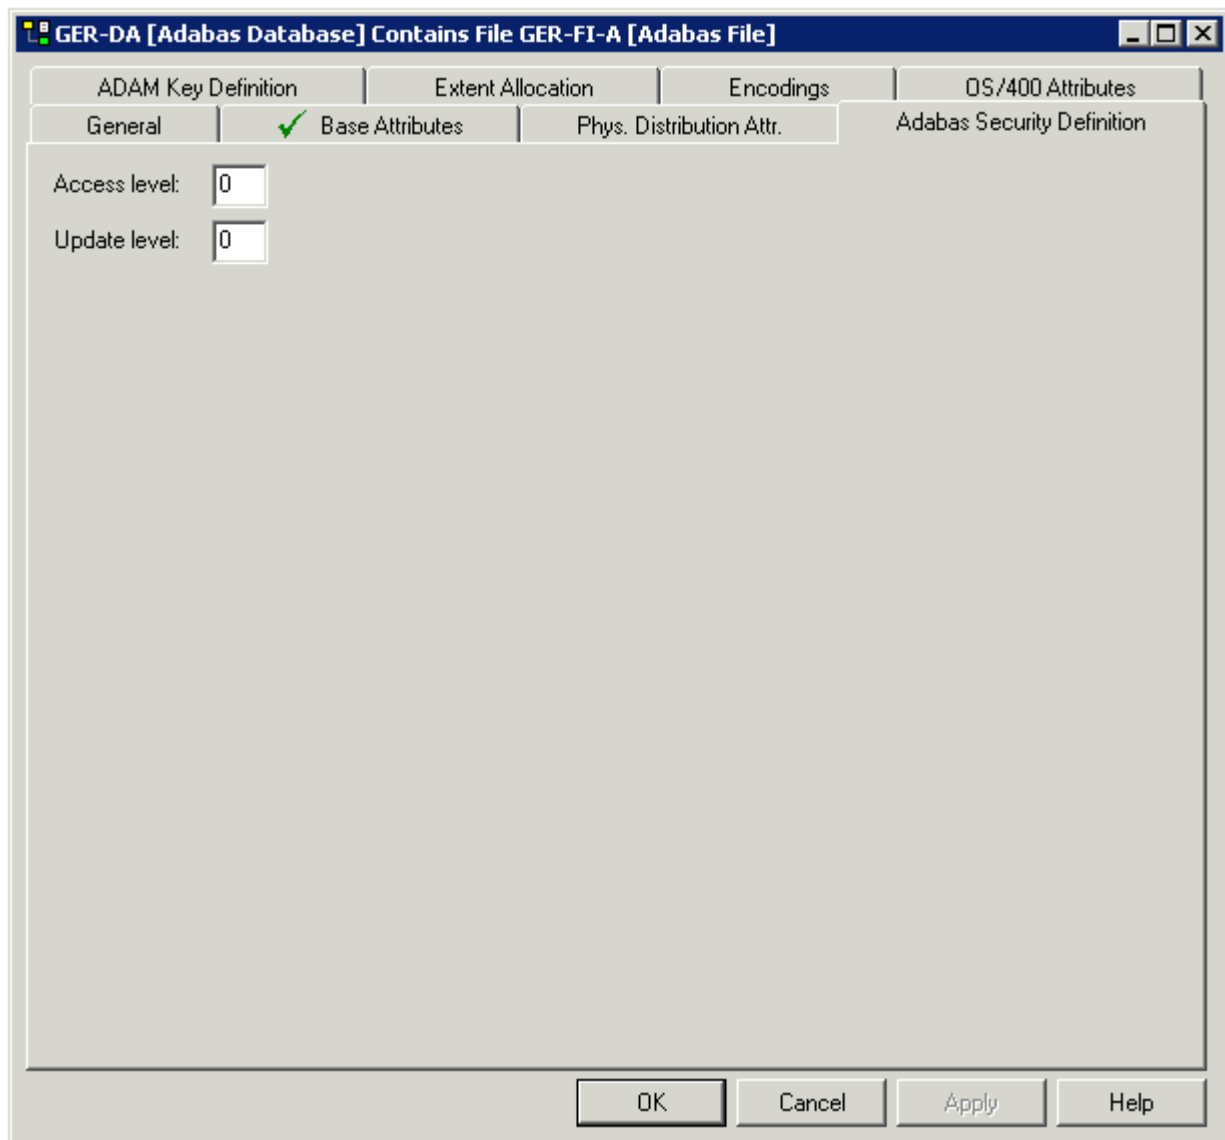 GER-DA [Adabas Database] Contains File GER-FI-A [Adabas File]
ADAM Key Definition Extent Allocation Encodings OS/400 Attributes
General Base Attributes Phys. Distribution Attr. Adabas Security Definition
Access level: 0
Update level: 0
OK Cancel Apply Help